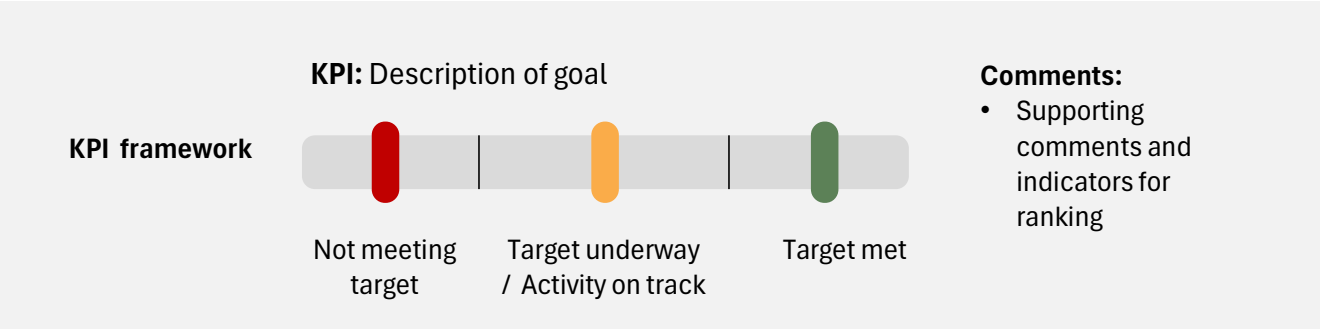 KPI: Description of goal
KPI framework
Not meeting
target
Target underway
/ Activity on track
Target met
Comments:
• Supporting
comments and
indicators for
ranking